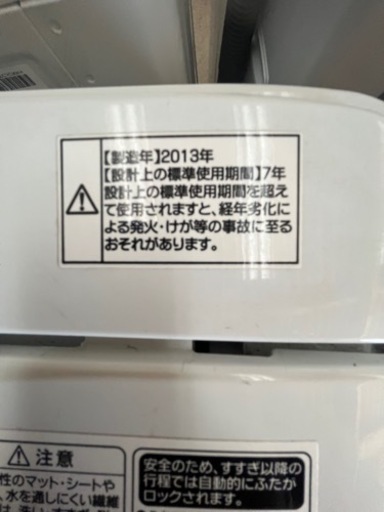 【製造年】2013年
【設計上の標準使用期間】7年
設計上の標準使用期間を超え
て使用されますと、経年劣化に
よる発火・けが等の事故に至る
おそれがあります。
注意
性のマット・シートや
、水を通しにくい繊維
安全のため、すすぎ以降の
行程では自動的にふたが
ロックされます。